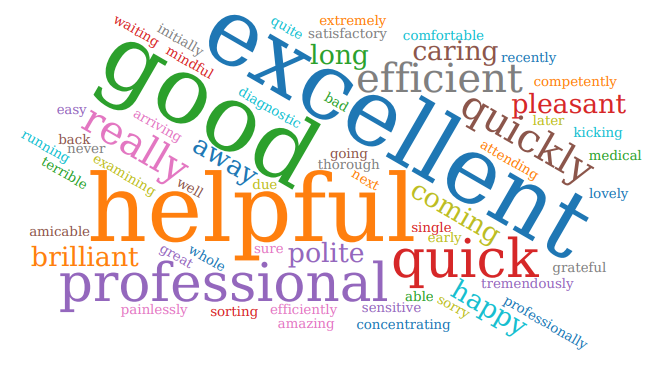 waiting
initially
mindful
quite
extremely
satisfactory
comfortable
excellent
good
long
caring
recently
efficient
competently
diagnostic
bad
pleasant
quickly
later
kicking
easy
really
arriving
away
back
never
running
terrible
examining
well
going
thorough
due
next
attending
medical
lovely
helpful
coming
amicable
single
early
brilliant
great
whole
sure
polite
quick
grateful
professional
tremendously
able
sorry
happy
professionally
painlessly
sorting
efficiently
amazing
sensitive
concentrating